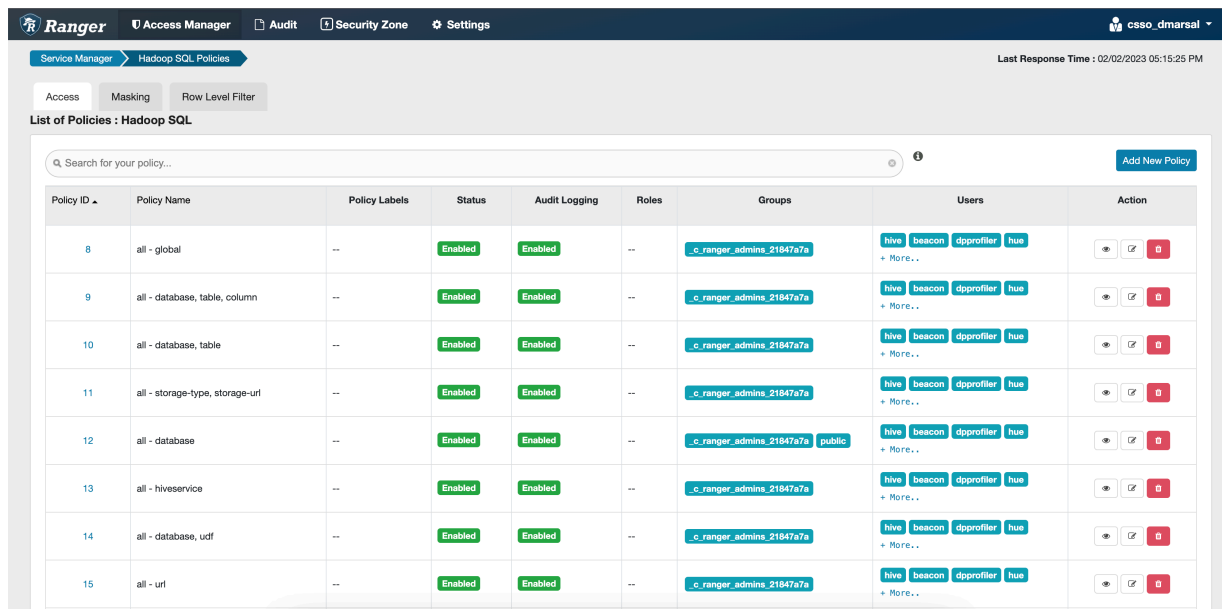 Ranger Access Manager Audit Security Zone Settings csso_dmarsal
Service Manager Hadoop SQL Policies Last Response Time : 02/02/2023 05:15:25 PM
Access Masking Row Level Filter
List of Policies : Hadoop SQL
Search for your policy... Add New Policy
Policy ID Policy Name Policy Labels Status Audit Logging Roles Groups Users Action
8 all - global -- Enabled Enabled -- _c_ranger_admins_21847a7a hive beacon dpprofiler hue
+ More..
9 all - database, table, column -- Enabled Enabled -- _c_ranger_admins_21847a7a hive beacon dpprofiler hue
+ More..
10 all - database, table -- Enabled Enabled -- _c_ranger_admins_21847a7a hive beacon dpprofiler hue
+ More..
11 all - storage-type, storage-url -- Enabled Enabled -- _c_ranger_admins_21847a7a hive beacon dpprofiler hue
+ More..
12 all - database -- Enabled Enabled -- _c_ranger_admins_21847a7a public hive beacon dpprofiler hue
+ More..
13 all - hiveservice -- Enabled Enabled -- _c_ranger_admins_21847a7a hive beacon dpprofiler hue
+ More..
14 all - database, udf -- Enabled Enabled -- _c_ranger_admins_21847a7a hive beacon dpprofiler hue
+ More..
15 all - url -- Enabled Enabled -- _c_ranger_admins_21847a7a hive beacon dpprofiler hue
+ More..